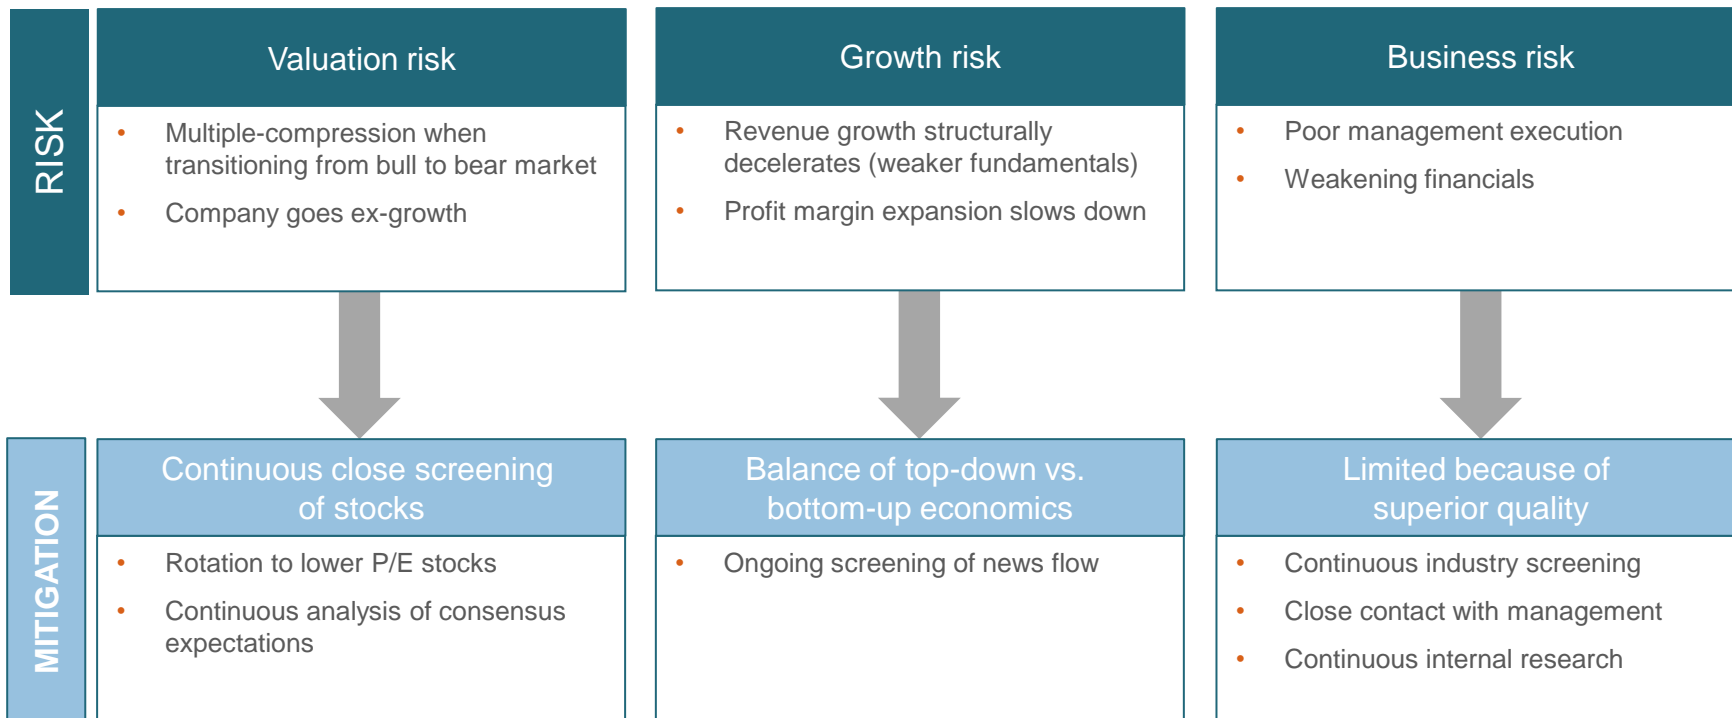 RISK
Valuation risk
• Multiple-compression when
transitioning from bull to bear market
• Company goes ex-growth
Growth risk
• Revenue growth structurally
decelerates (weaker fundamentals)
• Profit margin expansion slows down
Business risk
• Poor management execution
• Weakening financials
MITIGATION
Continuous close screening
of stocks
• Rotation to lower P/E stocks
• Continuous analysis of consensus
expectations
Balance of top-down vs.
bottom-up economics
• Ongoing screening of news flow
Limited because of
superior quality
• Continuous industry screening
• Close contact with management
• Continuous internal research